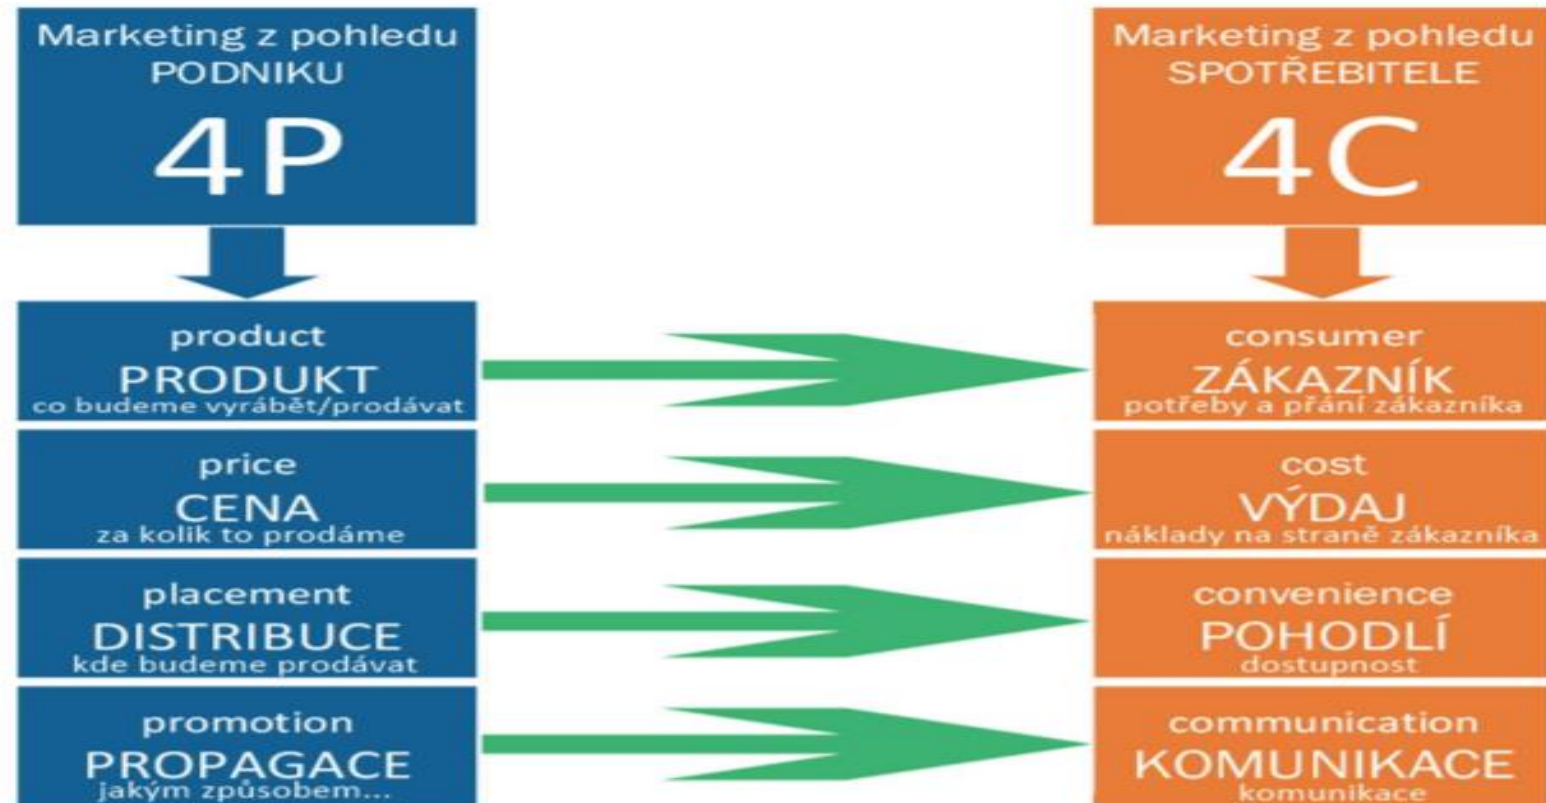 Marketing z pohledu
PODNIKU
4P
Marketing z pohledu
SPOTŘEBITELE
4C
product
PRODUKT
co budeme vyrábět/prodávat
consumer
ZÁKAZNÍK
potřeby a přání zákazníka
price
CENA
za kolik to prodáme
cost
VÝDAJ
náklady na straně zákazníka
placement
DISTRIBUCE
kde budeme prodávat
convenience
POHODLÍ
dostupnost
promotion
PROPAGACE
jakým způsobem...
communication
KOMUNIKACE
komunikace